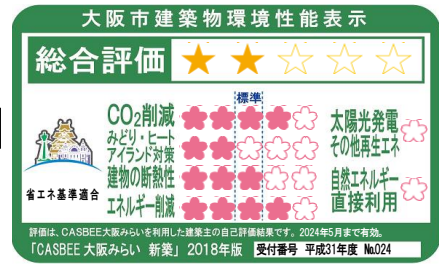 大阪市建築物環境性能表示
総合評価
標準
CO2削減
みどり・ヒート
アイランド対策
建物の断熱性
エネルギー削減
太陽光発電
その他再生エネ
自然エネルギー
直接利用
省エネ基準適合
評価は、CASBEE大阪みらいを利用した建築主の自己評価結果です。2024年5月まで有効。
「CASBEE大阪みらい 新築」2018年版 受付番号 平成31年度 №024